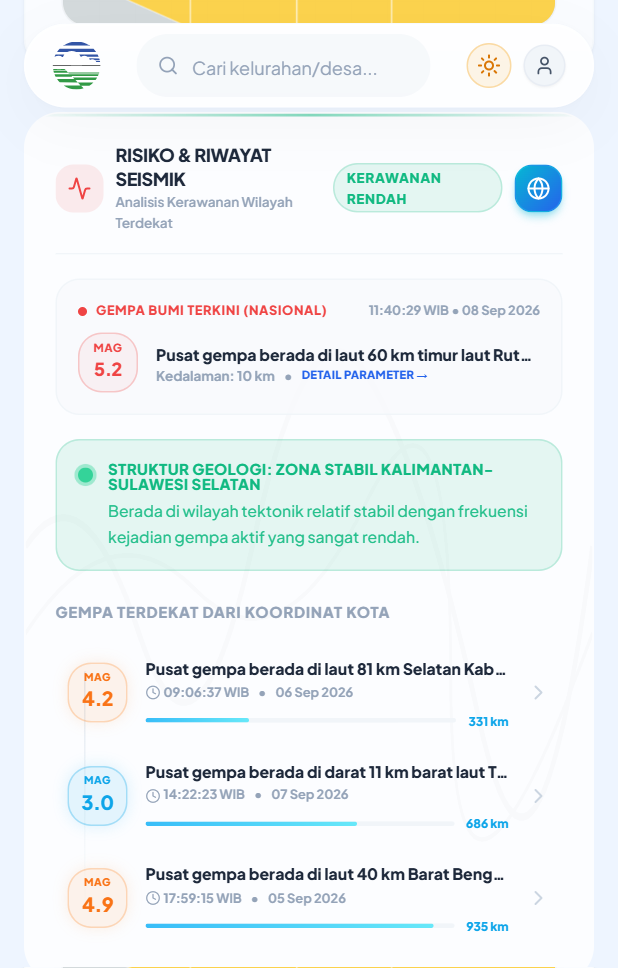 Cari kelurahan/desa...
RISIKO & RIWAYAT
SEISMIK
Analisis Kerawanan Wilayah
Terdekat
KERAWANAN
RENDAH
GEMPA BUMI TERKINI (NASIONAL)
11:40:29 WIB • 08 Sep 2026
MAG
5.2
Pusat gempa berada di laut 60 km timur laut Rut...
Kedalaman: 10 km • DETAIL PARAMETER →
STRUKTUR GEOLOGI: ZONA STABIL KALIMANTAN-
SULAWESI SELATAN
Berada di wilayah tektonik relatif stabil dengan frekuensi
kejadian gempa aktif yang sangat rendah.
GEMPA TERDEKAT DARI KOORDINAT KOTA
MAG
4.2
Pusat gempa berada di laut 81 km Selatan Kab...
09:06:37 WIB • 06 Sep 2026
331 km
MAG
3.0
Pusat gempa berada di darat 11 km barat laut T...
14:22:23 WIB • 07 Sep 2026
686 km
MAG
4.9
Pusat gempa berada di laut 40 km Barat Beng...
17:59:15 WIB • 05 Sep 2026
935 km